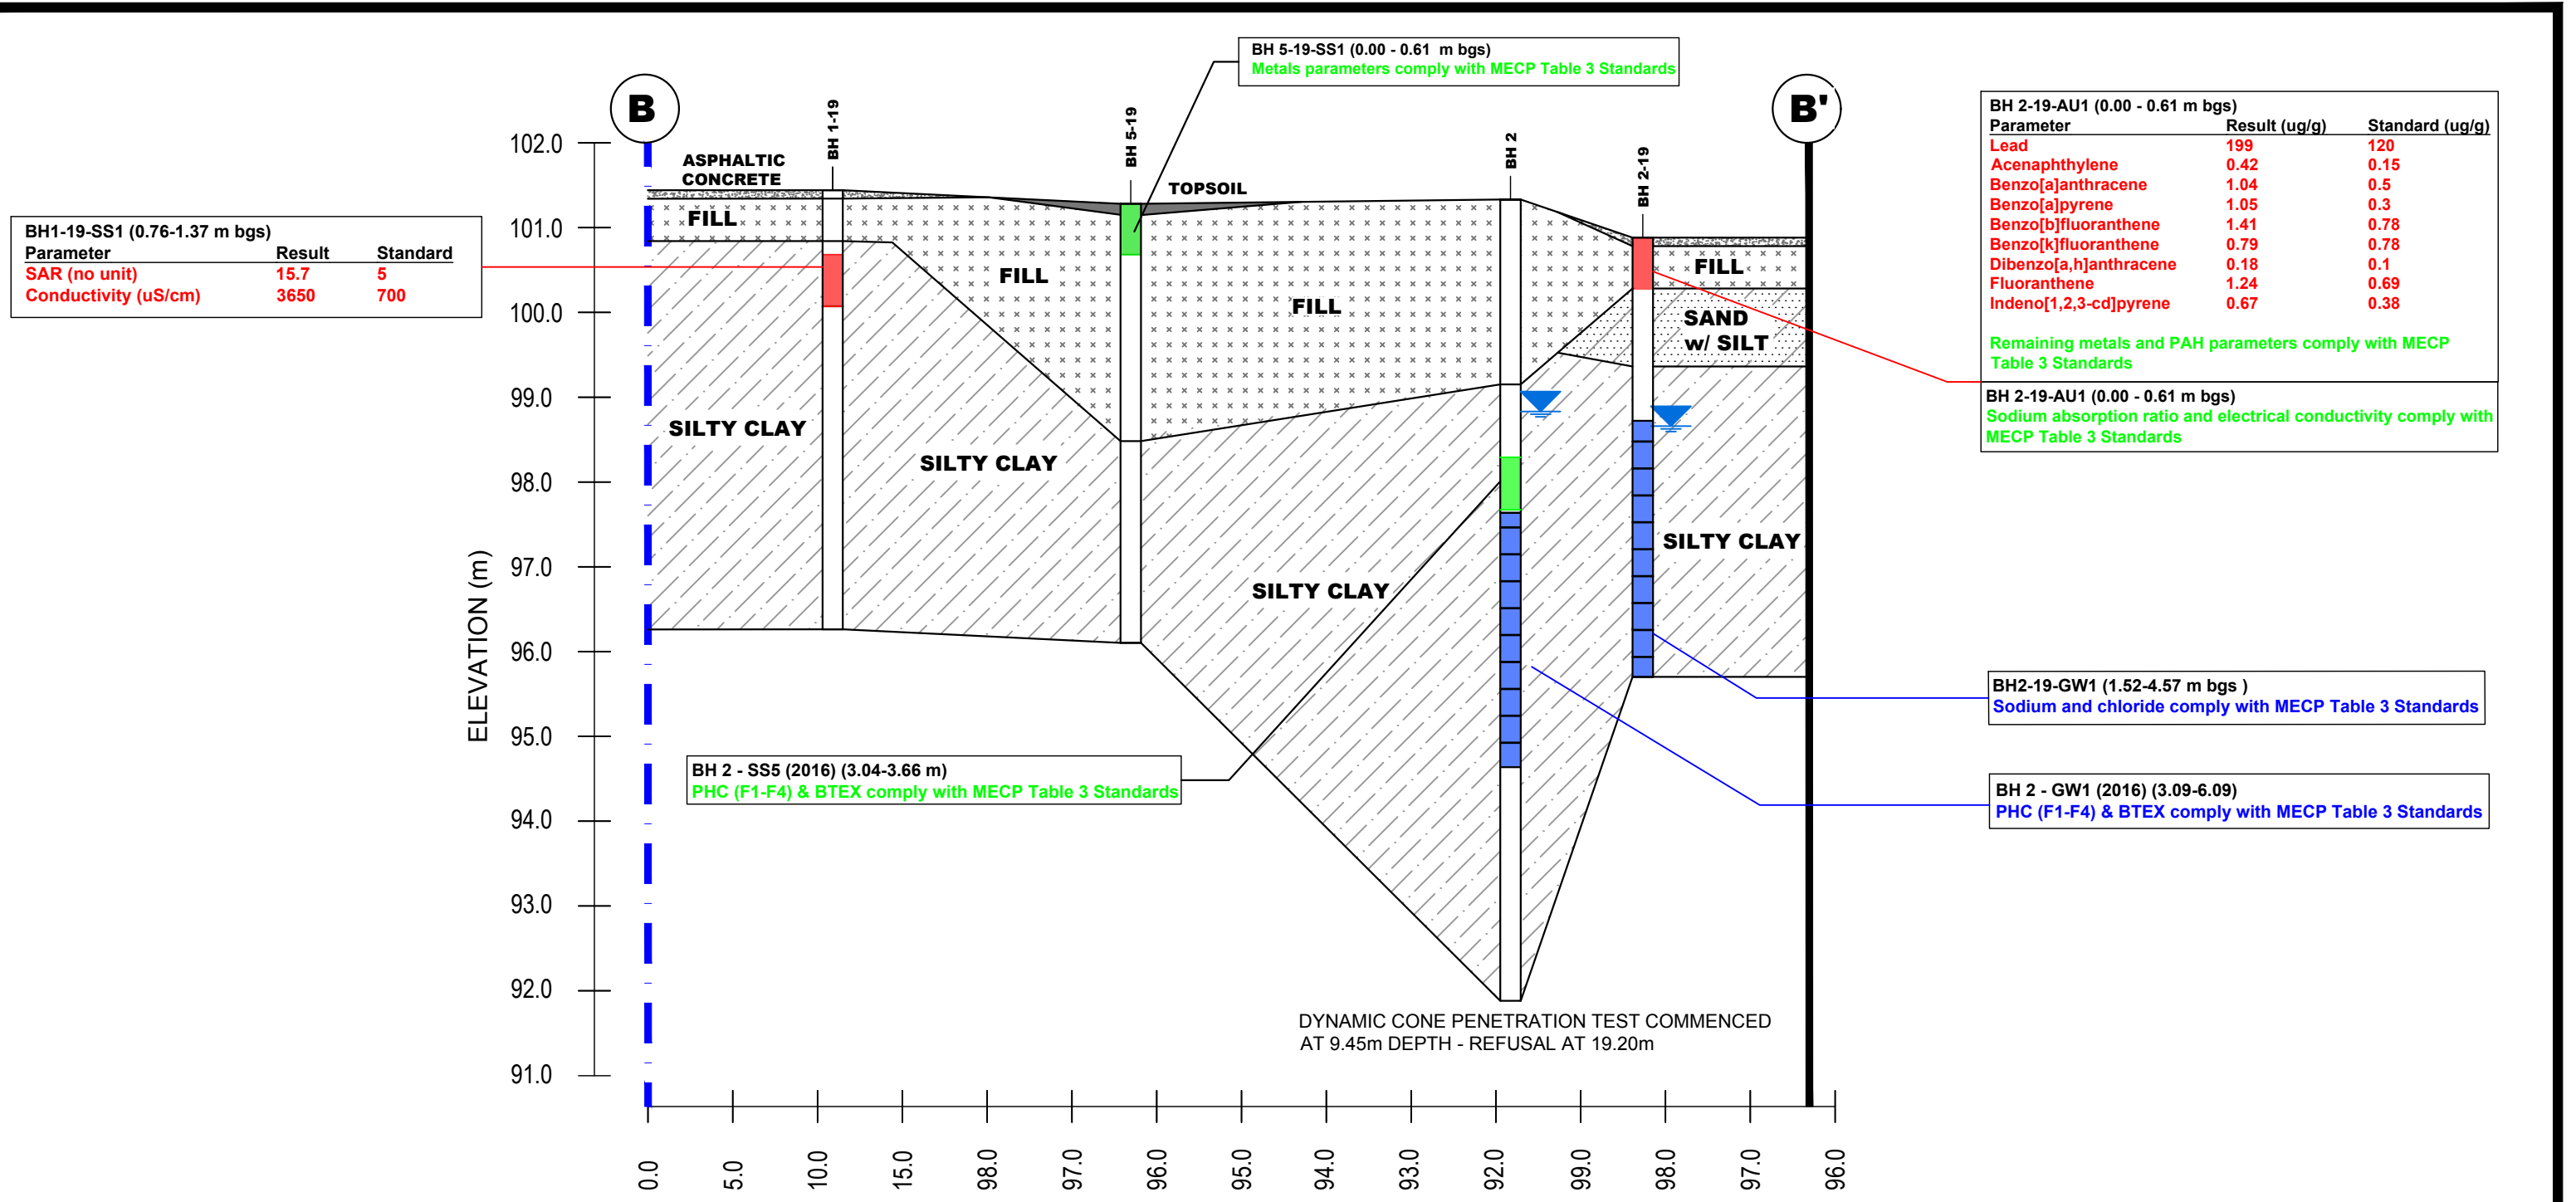 BH 5-19-SS1 (0.00 - 0.61 m bgs)
Metals parameters comply with MECP Table 3 Standards
B
B'
BH 1-19
BH 5-19
BH 2
BH 2-19
BH 2-19-AU1 (0.00 - 0.61 m bgs)
Parameter Result (ug/g) Standard (ug/g)
Lead 199 120
Acenaphthylene 0.42 0.15
Benzo[a]anthracene 1.04 0.5
Benzo[a]pyrene 1.05 0.3
Benzo[b]fluoranthene 1.41 0.78
Benzo[k]fluoranthene 0.79 0.78
Dibenzo[a,h]anthracene 0.18 0.1
Fluoranthene 1.24 0.69
Indeno[1,2,3-cd]pyrene 0.67 0.38
Remaining metals and PAH parameters comply with MECP
Table 3 Standards
BH 2-19-AU1 (0.00 - 0.61 m bgs)
Sodium absorption ratio and electrical conductivity comply with
MECP Table 3 Standards
BH1-19-SS1 (0.76-1.37 m bgs)
Parameter Result Standard
SAR (no unit) 15.7 5
Conductivity (uS/cm) 3650 700
ASPHALTIC
CONCRETE
TOPSOIL
FILL
FILL
FILL
FILL
SAND
w/ SILT
SILTY CLAY
SILTY CLAY
SILTY CLAY
SILTY CLAY
ELEVATION (m)
102.0
101.0
100.0
99.0
98.0
97.0
96.0
95.0
94.0
93.0
92.0
91.0
BH2-19-GW1 (1.52-4.57 m bgs )
Sodium and chloride comply with MECP Table 3 Standards
BH 2 - SS5 (2016) (3.04-3.66 m)
PHC (F1-F4) & BTEX comply with MECP Table 3 Standards
BH 2 - GW1 (2016) (3.09-6.09)
PHC (F1-F4) & BTEX comply with MECP Table 3 Standards
DYNAMIC CONE PENETRATION TEST COMMENCED
AT 9.45m DEPTH - REFUSAL AT 19.20m
0.0
5.0
10.0
15.0
98.0
97.0
96.0
95.0
94.0
93.0
92.0
99.0
98.0
97.0
96.0